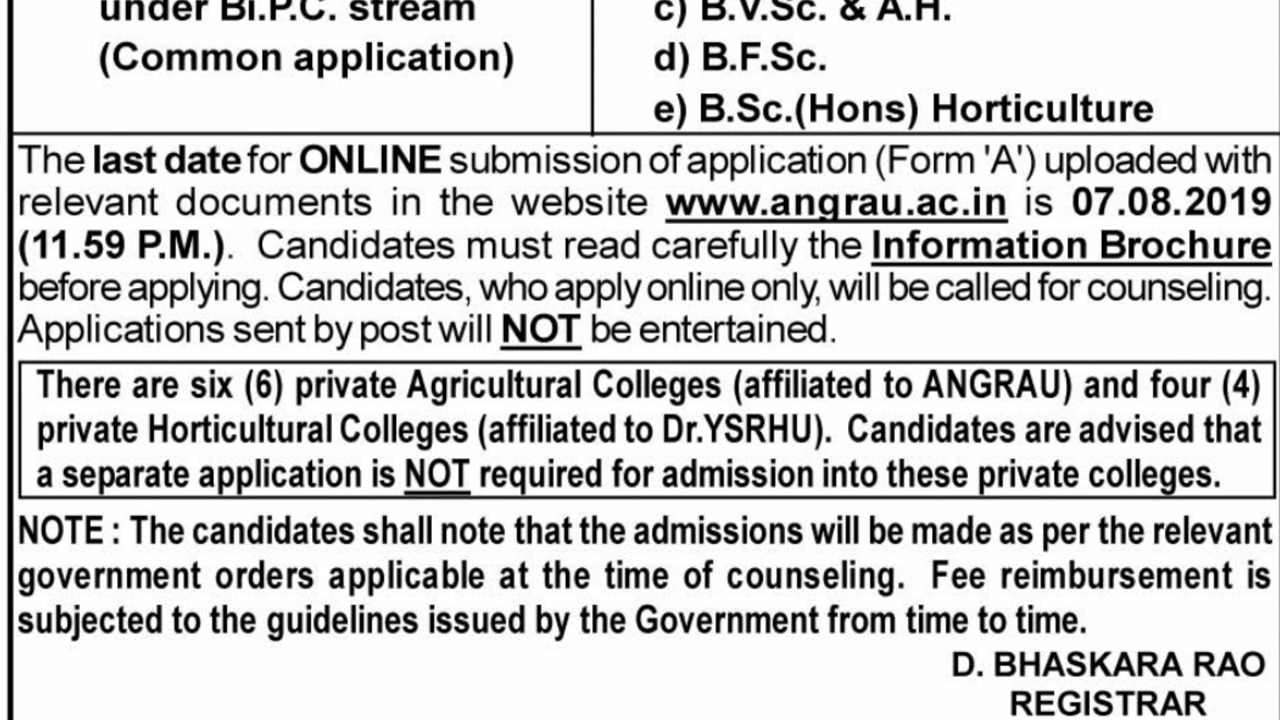 under Bi.P.C. stream
(Common application)
c) B.V.Sc. & A.H.
d) B.F.Sc.
e) B.Sc.(Hons) Horticulture
The last date for ONLINE submission of application (Form 'A') uploaded with
relevant documents in the website www.angrau.ac.in is 07.08.2019
(11.59 P.M.). Candidates must read carefully the Information Brochure
before applying. Candidates, who apply online only, will be called for counseling.
Applications sent by post will NOT be entertained.
There are six (6) private Agricultural Colleges (affiliated to ANGRAU) and four (4)
private Horticultural Colleges (affiliated to Dr.YSRHU). Candidates are advised that
a separate application is NOT required for admission into these private colleges.
NOTE : The candidates shall note that the admissions will be made as per the relevant
government orders applicable at the time of counseling. Fee reimbursement is
subjected to the guidelines issued by the Government from time to time.
D. BHASKARA RAO
REGISTRAR